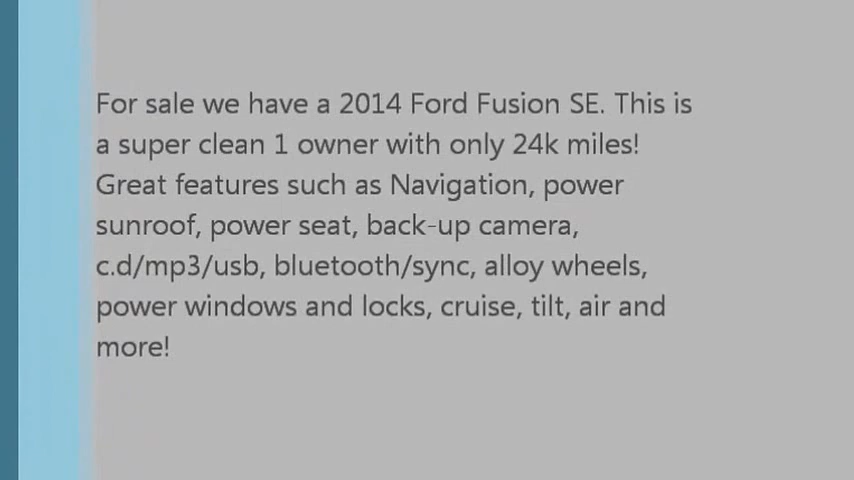 For sale we have a 2014 Ford Fusion SE. This is
a super clean 1 owner with only 24k miles!
Great features such as Navigation, power
sunroof, power seat, back-up camera,
c.d/mp3/usb, bluetooth/sync, alloy wheels,
power windows and locks, cruise, tilt, air and
more!